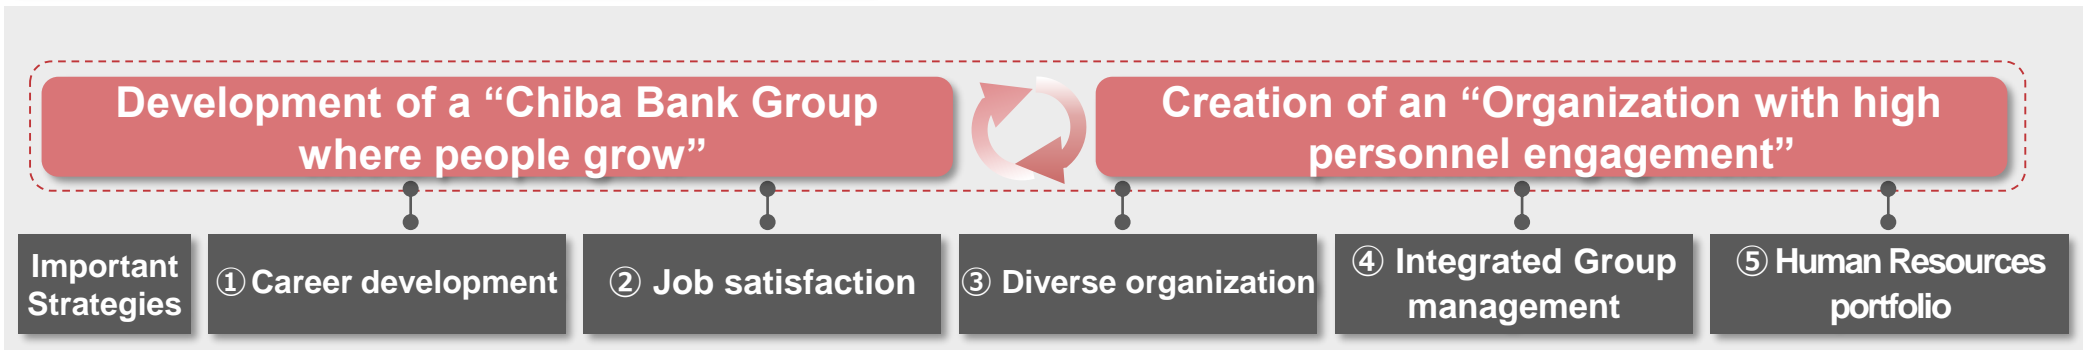 Development of a “Chiba Bank Group
where people grow”
Creation of an “Organization with high
personnel engagement”
Important
Strategies
① Career development
② Job satisfaction
③ Diverse organization
④ Integrated Group
management
⑤ Human Resources
portfolio